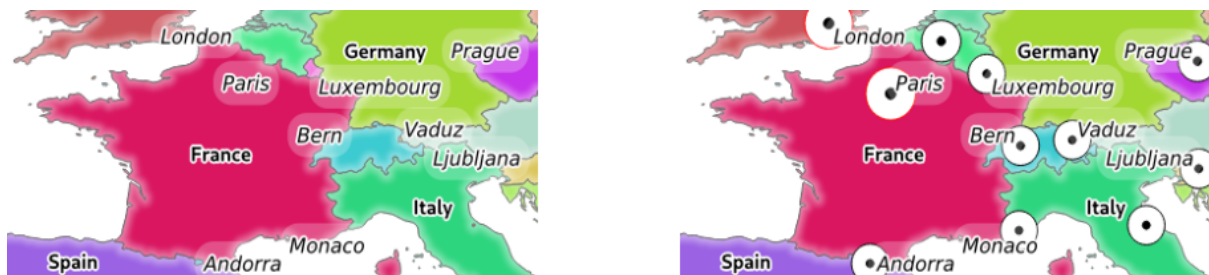 London
Germany
Prague
Paris
Luxembourg
Bern
Vaduz
France
Ljubljana
Italy
Monaco
Spain
Andorra
London
Germany
Prague
Paris
Luxembourg
Bern
Vaduz
France
Ljubljana
Italy
Monaco
Spain
Andorra